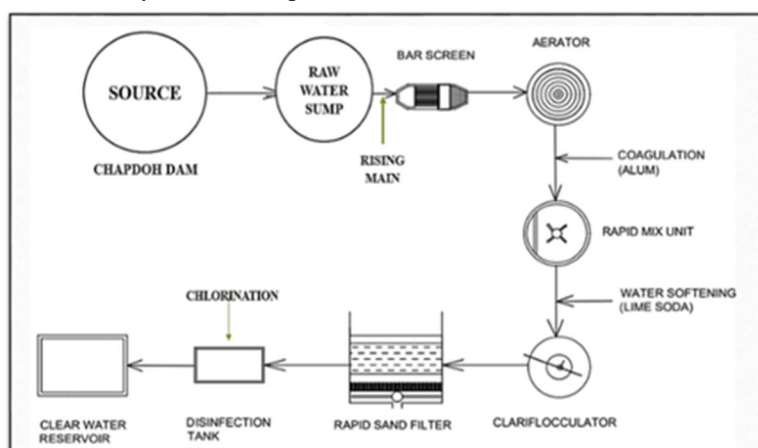 SOURCE
CHAPDOH DAM
RAW
WATER
SUMP
RISING
MAIN
BAR SCREEN
AERATOR
COAGULATION
(ALUM)
RAPID MIX UNIT
WATER SOFTENING
(LIME SODA)
CLARIFLOCCULATOR
RAPID SAND FILTER
CHLORINATION
DISINFECTION
TANK
CLEAR WATER
RESERVOIR